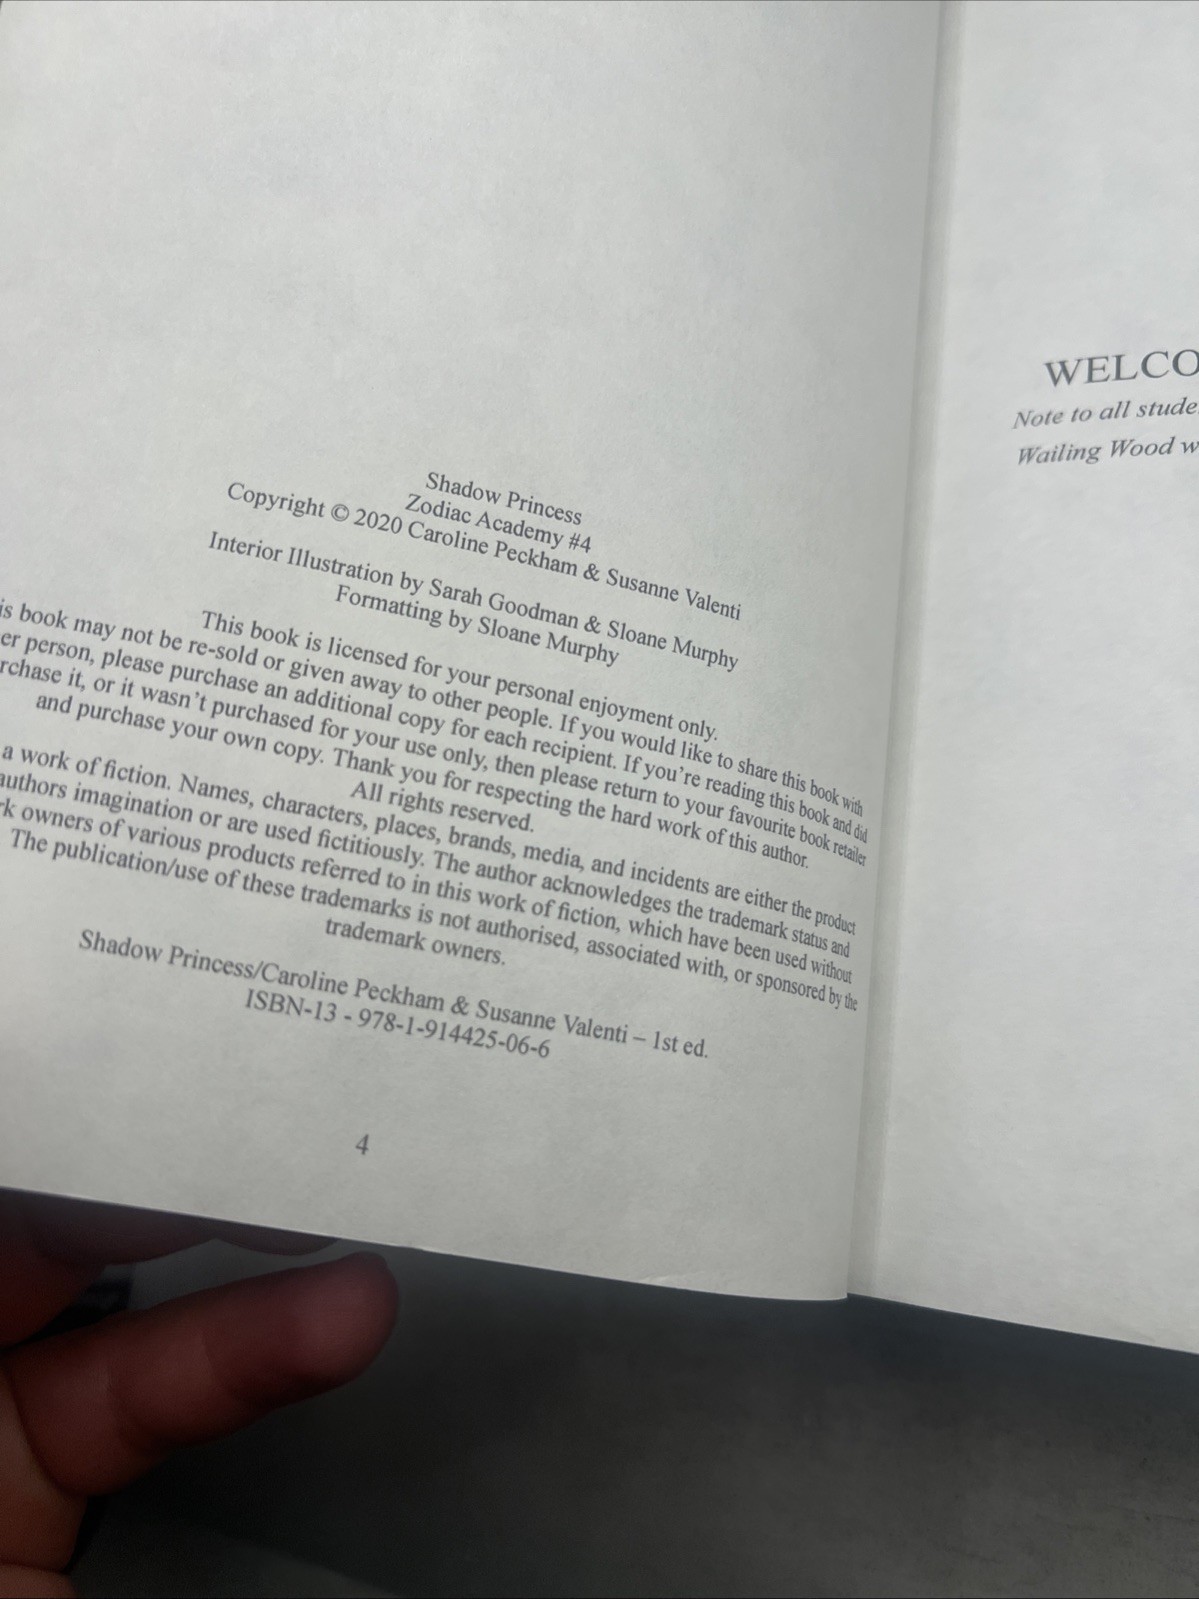 Shadow Princess
Zodiac Academy #4
Copyright © 2020 Caroline Peckham & Susanne Valenti
Interior Illustration by Sarah Goodman & Sloane Murphy
Formatting by Sloane Murphy
This book is licensed for your personal enjoyment only.
is book may not be re-sold or given away to other people. If you would like to share this book with
er person, please purchase an additional copy for each recipient. If you're reading this book and did
rchase it, or it wasn't purchased for your use only, then please return to your favourite book retailer
and purchase your own copy. Thank you for respecting the hard work of this author.
All rights reserved.
a work of fiction. Names, characters, places, brands, media, and incidents are either the product
authors imagination or are used fictitiously. The author acknowledges the trademark status and
rk owners of various products referred to in this work of fiction, which have been used without
The publication/use of these trademarks is not authorised, associated with, or sponsored by the
trademark owners.
Shadow Princess/Caroline Peckham & Susanne Valenti – 1st ed.
ISBN-13 - 978-1-914425-06-6
4
WELCO
Note to all stude
Wailing Wood w